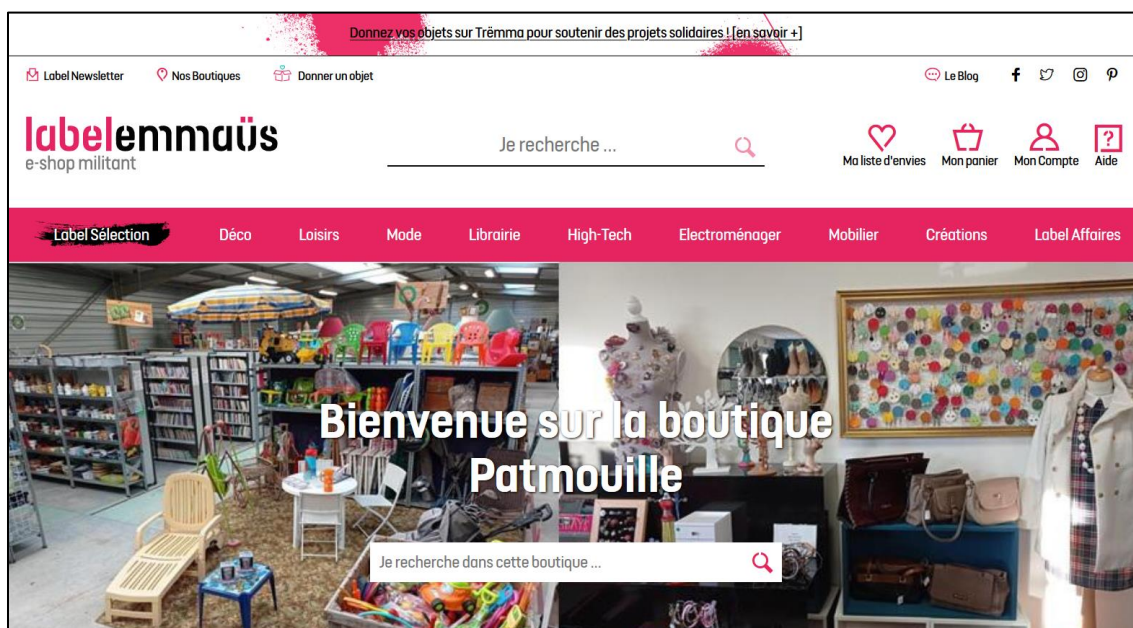 Donnez vos objets sur Trëmma pour soutenir des projets solidaires ! [en savoir +]
Label Newsletter Nos Boutiques Donner un objet Le Blog
labelemmaüs
e-shop militant
Je recherche ...
Ma liste d'envies Mon panier Mon Compte Aide
Label Sélection Déco Loisirs Mode Librairie High-Tech Electroménager Mobilier Créations Label Affaires
Bienvenue sur la boutique
Patmouille
Je recherche dans cette boutique ...